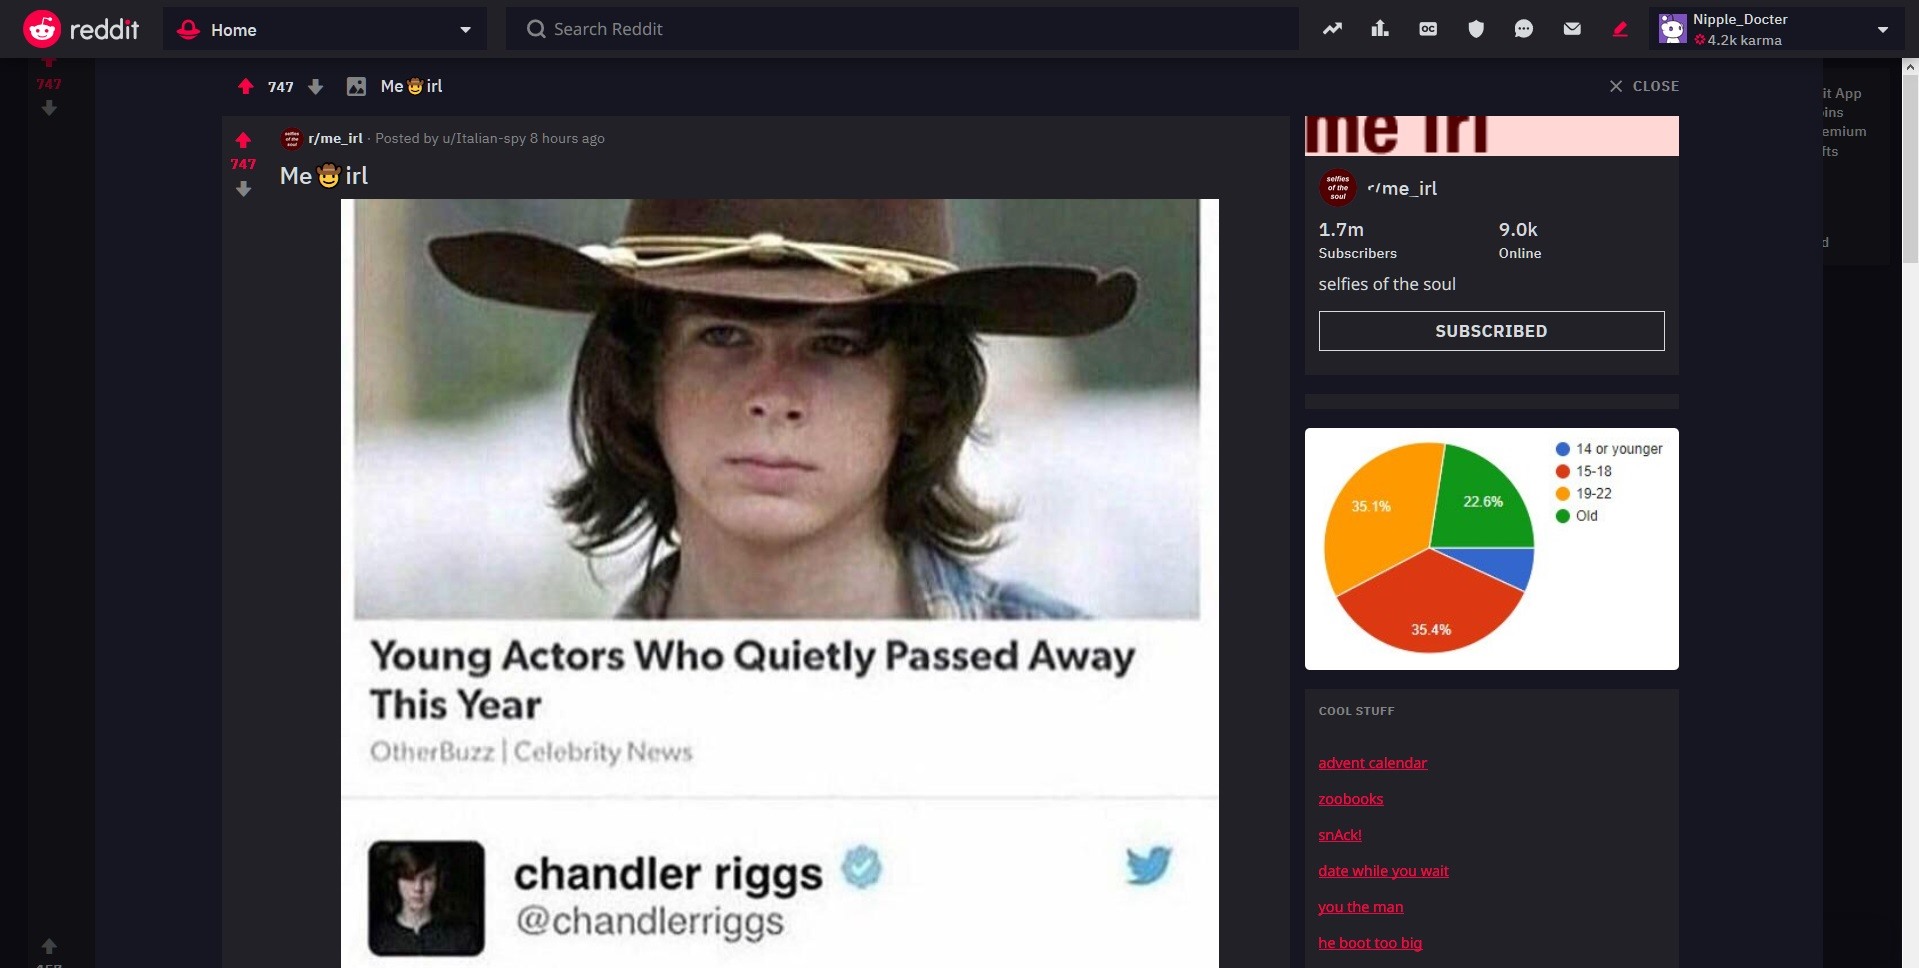 reddit
Home
Search Reddit
Nipple_Docter
4.2k karma
747
747
Me 🤠 irl
CLOSE
747
r/me_irl · Posted by u/Italian-spy 8 hours ago
Me 🤠 irl
Young Actors Who Quietly Passed Away
This Year
OtherBuzz | Celebrity News
chandler riggs
@chandlerriggs
it App
emium
me irl
selfies
of the
soul
r/me_irl
1.7m
9.0k
Subscribers
Online
selfies of the soul
SUBSCRIBED
35.1%
22.6%
35.4%
14 or younger
15-18
19-22
Old
COOL STUFF
advent calendar
zoobooks
snAck!
date while you wait
you the man
he boot too big